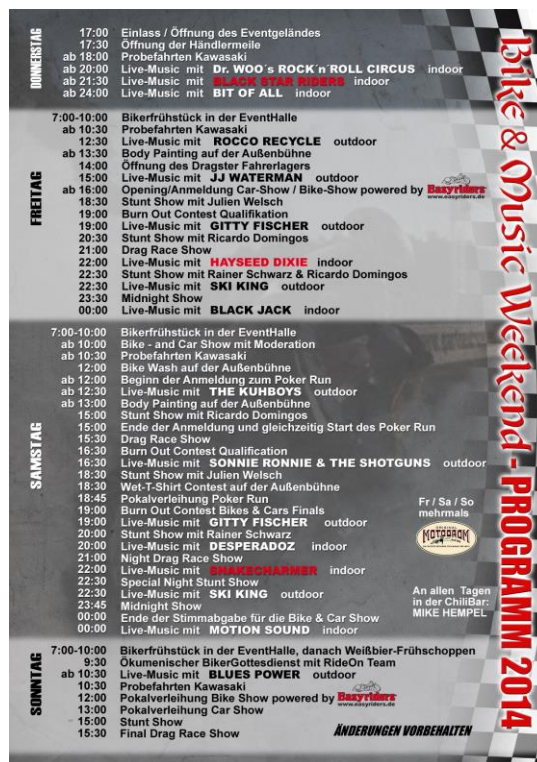 DONNERSTAG
17:00 Einlass / Öffnung des Eventgeländes
17:30 Öffnung der Händlermeile
ab 18:00 Probefahrten Kawasaki
ab 20:00 Live-Music mit Dr. WOO´s ROCK´n´ROLL CIRCUS indoor
ab 21:30 Live-Music mit BLACK STAR RIDERS indoor
ab 24:00 Live-Music mit BIT OF ALL indoor
FREITAG
7:00-10:00 Bikerfrühstück in der EventHalle
ab 10:30 Probefahrten Kawasaki
12:30 Live-Music mit ROCCO RECYCLE outdoor
ab 13:30 Body Painting auf der Außenbühne
14:00 Öffnung des Dragster Fahrerlagers
15:00 Live-Music mit JJ WATERMAN outdoor
ab 16:00 Opening/Anmeldung Car-Show / Bike-Show powered by Eazyriders
www.easyriders.de
18:30 Stunt Show mit Julien Welsch
19:00 Burn Out Contest Qualifikation
19:00 Live-Music mit GITTY FISCHER outdoor
20:30 Stunt Show mit Ricardo Domingos
21:00 Drag Race Show
22:00 Live-Music mit HAYSEED DIXIE indoor
22:30 Stunt Show mit Rainer Schwarz & Ricardo Domingos
22:30 Live-Music mit SKI KING outdoor
23:30 Midnight Show
00:00 Live-Music mit BLACK JACK indoor
SAMSTAG
7:00-10:00 Bikerfrühstück in der EventHalle
ab 10:00 Bike - and Car Show mit Moderation
ab 10:30 Probefahrten Kawasaki
12:00 Bike Wash auf der Außenbühne
ab 12:00 Beginn der Anmeldung zum Poker Run
ab 12:30 Live-Music mit THE KUHBOYS outdoor
ab 13:00 Body Painting auf der Außenbühne
15:00 Stunt Show mit Ricardo Domingos
15:00 Ende der Anmeldung und gleichzeitig Start des Poker Run
15:30 Drag Race Show
16:30 Burn Out Contest Qualification
16:30 Live-Music mit SONNIE RONNIE & THE SHOTGUNS outdoor
18:30 Stunt Show mit Julien Welsch
18:30 Wet-T-Shirt Contest auf der Außenbühne
18:45 Pokalverleihung Poker Run
19:00 Burn Out Contest Bikes & Cars Finals
19:00 Live-Music mit GITTY FISCHER outdoor
20:00 Stunt Show mit Rainer Schwarz
20:00 Live-Music mit DESPERADOZ indoor
21:00 Night Drag Race Show
22:00 Live-Music mit SNAKECHARMER indoor
22:30 Special Night Stunt Show
22:30 Live-Music mit SKI KING outdoor
23:45 Midnight Show
00:00 Ende der Stimmabgabe für die Bike & Car Show
00:00 Live-Music mit MOTION SOUND indoor
Fr / Sa / So
mehrmals
ORIGINAL
MOTODROM
An allen Tagen
in der ChiliBar:
MIKE HEMPEL
SONNTAG
7:00-10:00 Bikerfrühstück in der EventHalle, danach Weißbier-Frühschoppen
9:30 Ökumenischer BikerGottesdienst mit RideOn Team
ab 10:30 Live-Music mit BLUES POWER outdoor
10:30 Probefahrten Kawasaki
12:00 Pokalverleihung Bike Show powered by Eazyriders
www.easyriders.de
13:00 Pokalverleihung Car Show
15:00 Stunt Show
15:30 Final Drag Race Show
ÄNDERUNGEN VORBEHALTEN
Bike & Music Weekend - PROGRAMM 2014